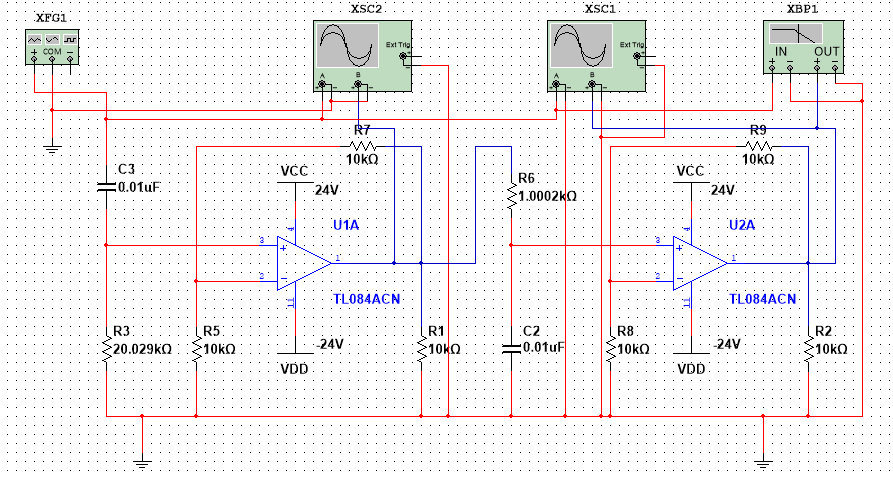 XFG1
XSC2
XSC1
XBP1
COM
Ext Trig
A
B
Ext Trig
A
B
IN
OUT
R7
10kΩ
R9
10kΩ
C3
0.01uF
VCC
24V
R6
1.0002kΩ
VCC
24V
U1A
U2A
4
3
2
1
11
4
3
2
1
11
TL084ACN
TL084ACN
R3
20.029kΩ
R5
10kΩ
-24V
VDD
R1
10kΩ
C2
0.01uF
R8
10kΩ
-24V
VDD
R2
10kΩ